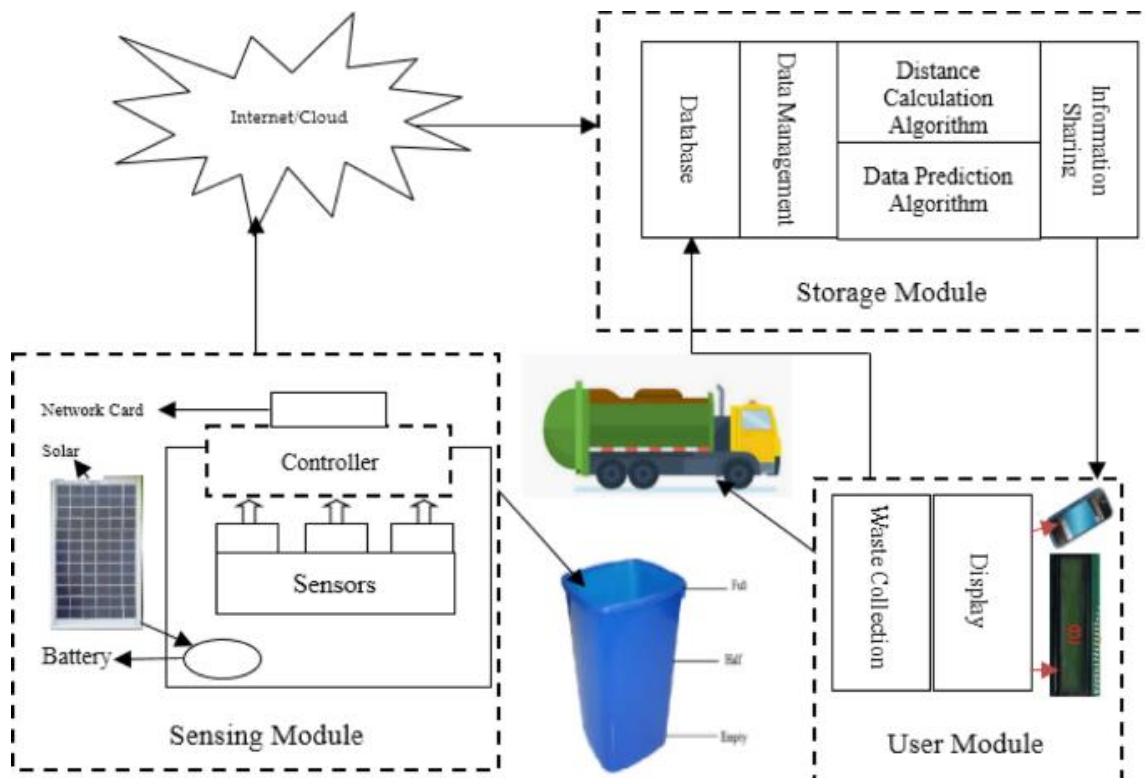 Internet/Cloud
Database
Data Management
Distance
Calculation
Algorithm
Data Prediction
Algorithm
Information
Sharing
Storage Module
Network Card
Solar
Controller
Sensors
Battery
Sensing Module
Full
Half
Empty
Waste Collection
Display
User Module